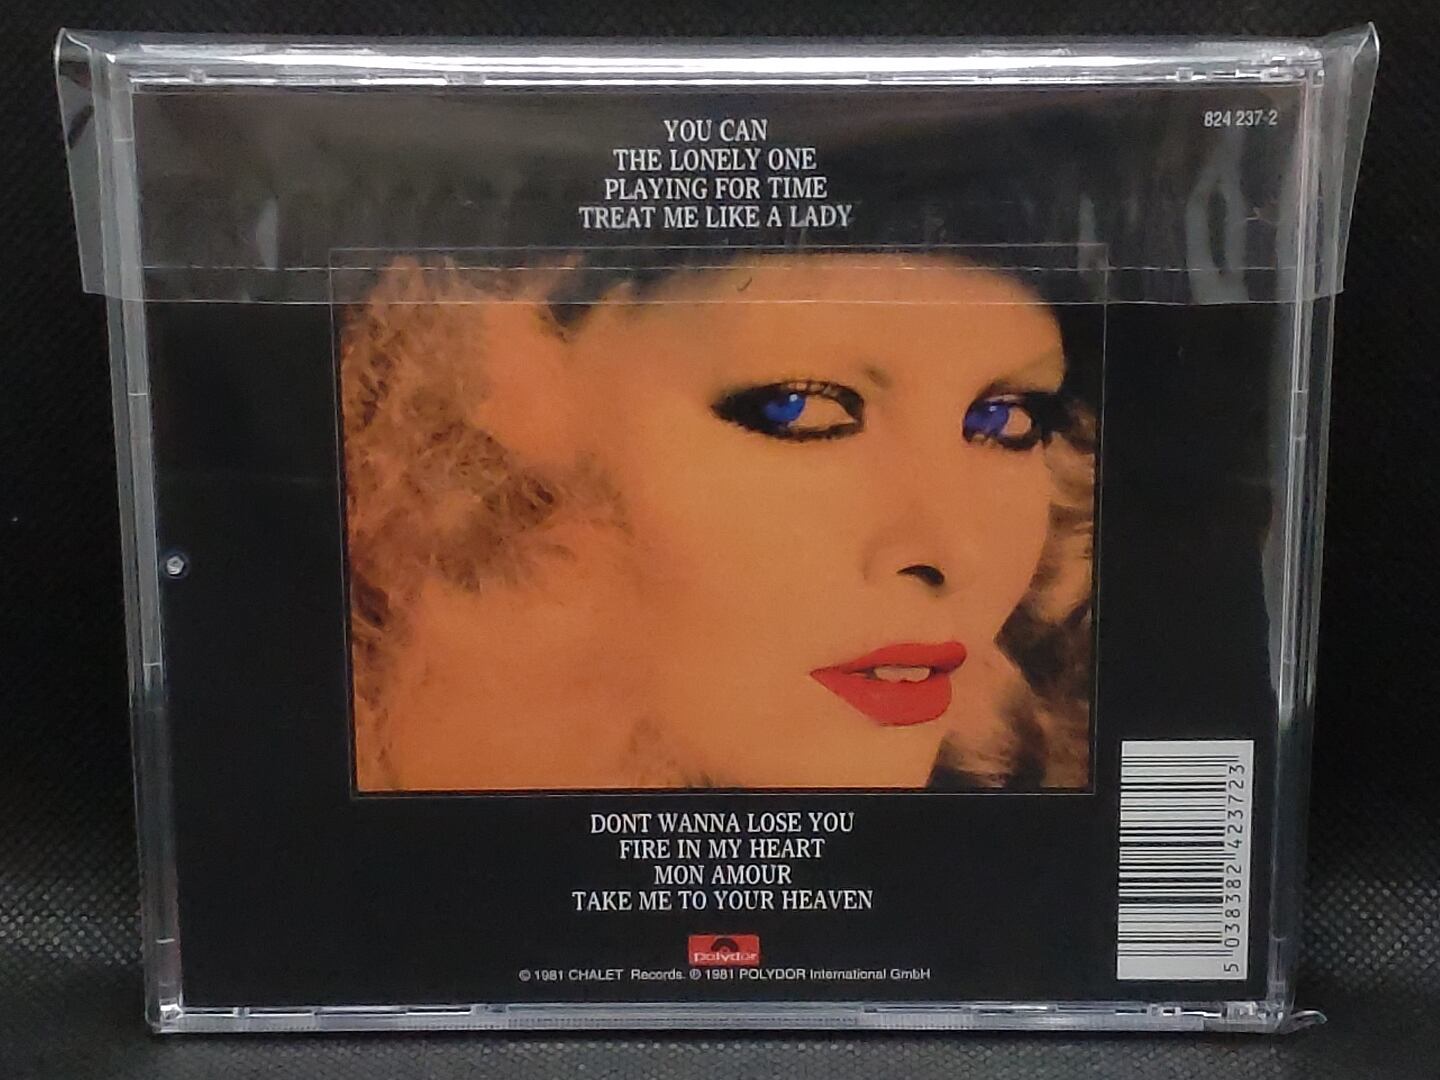 824 237-2
YOU CAN
THE LONELY ONE
PLAYING FOR TIME
TREAT ME LIKE A LADY
DONT WANNA LOSE YOU
FIRE IN MY HEART
MON AMOUR
TAKE ME TO YOUR HEAVEN
polydor
© 1981 CHALET Records. ℗ 1981 POLYDOR International GmbH
5 038382 423723